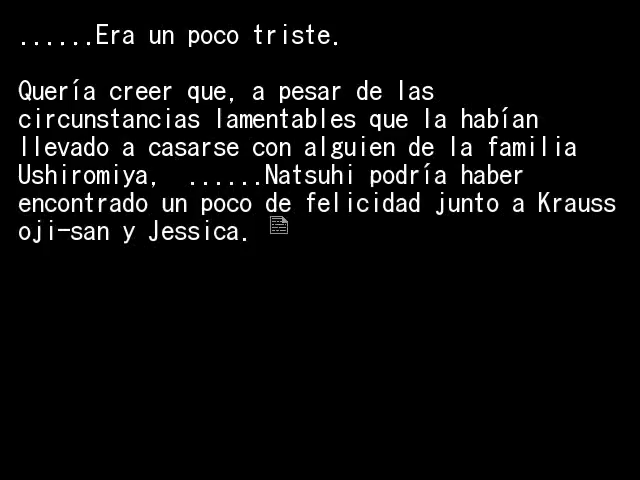 ......Era un poco triste.
Quería creer que, a pesar de las
circunstancias lamentables que la habían
llevado a casarse con alguien de la familia
Ushiromiya,  ......Natsuhi podría haber
encontrado un poco de felicidad junto a Krauss
oji-san y Jessica.